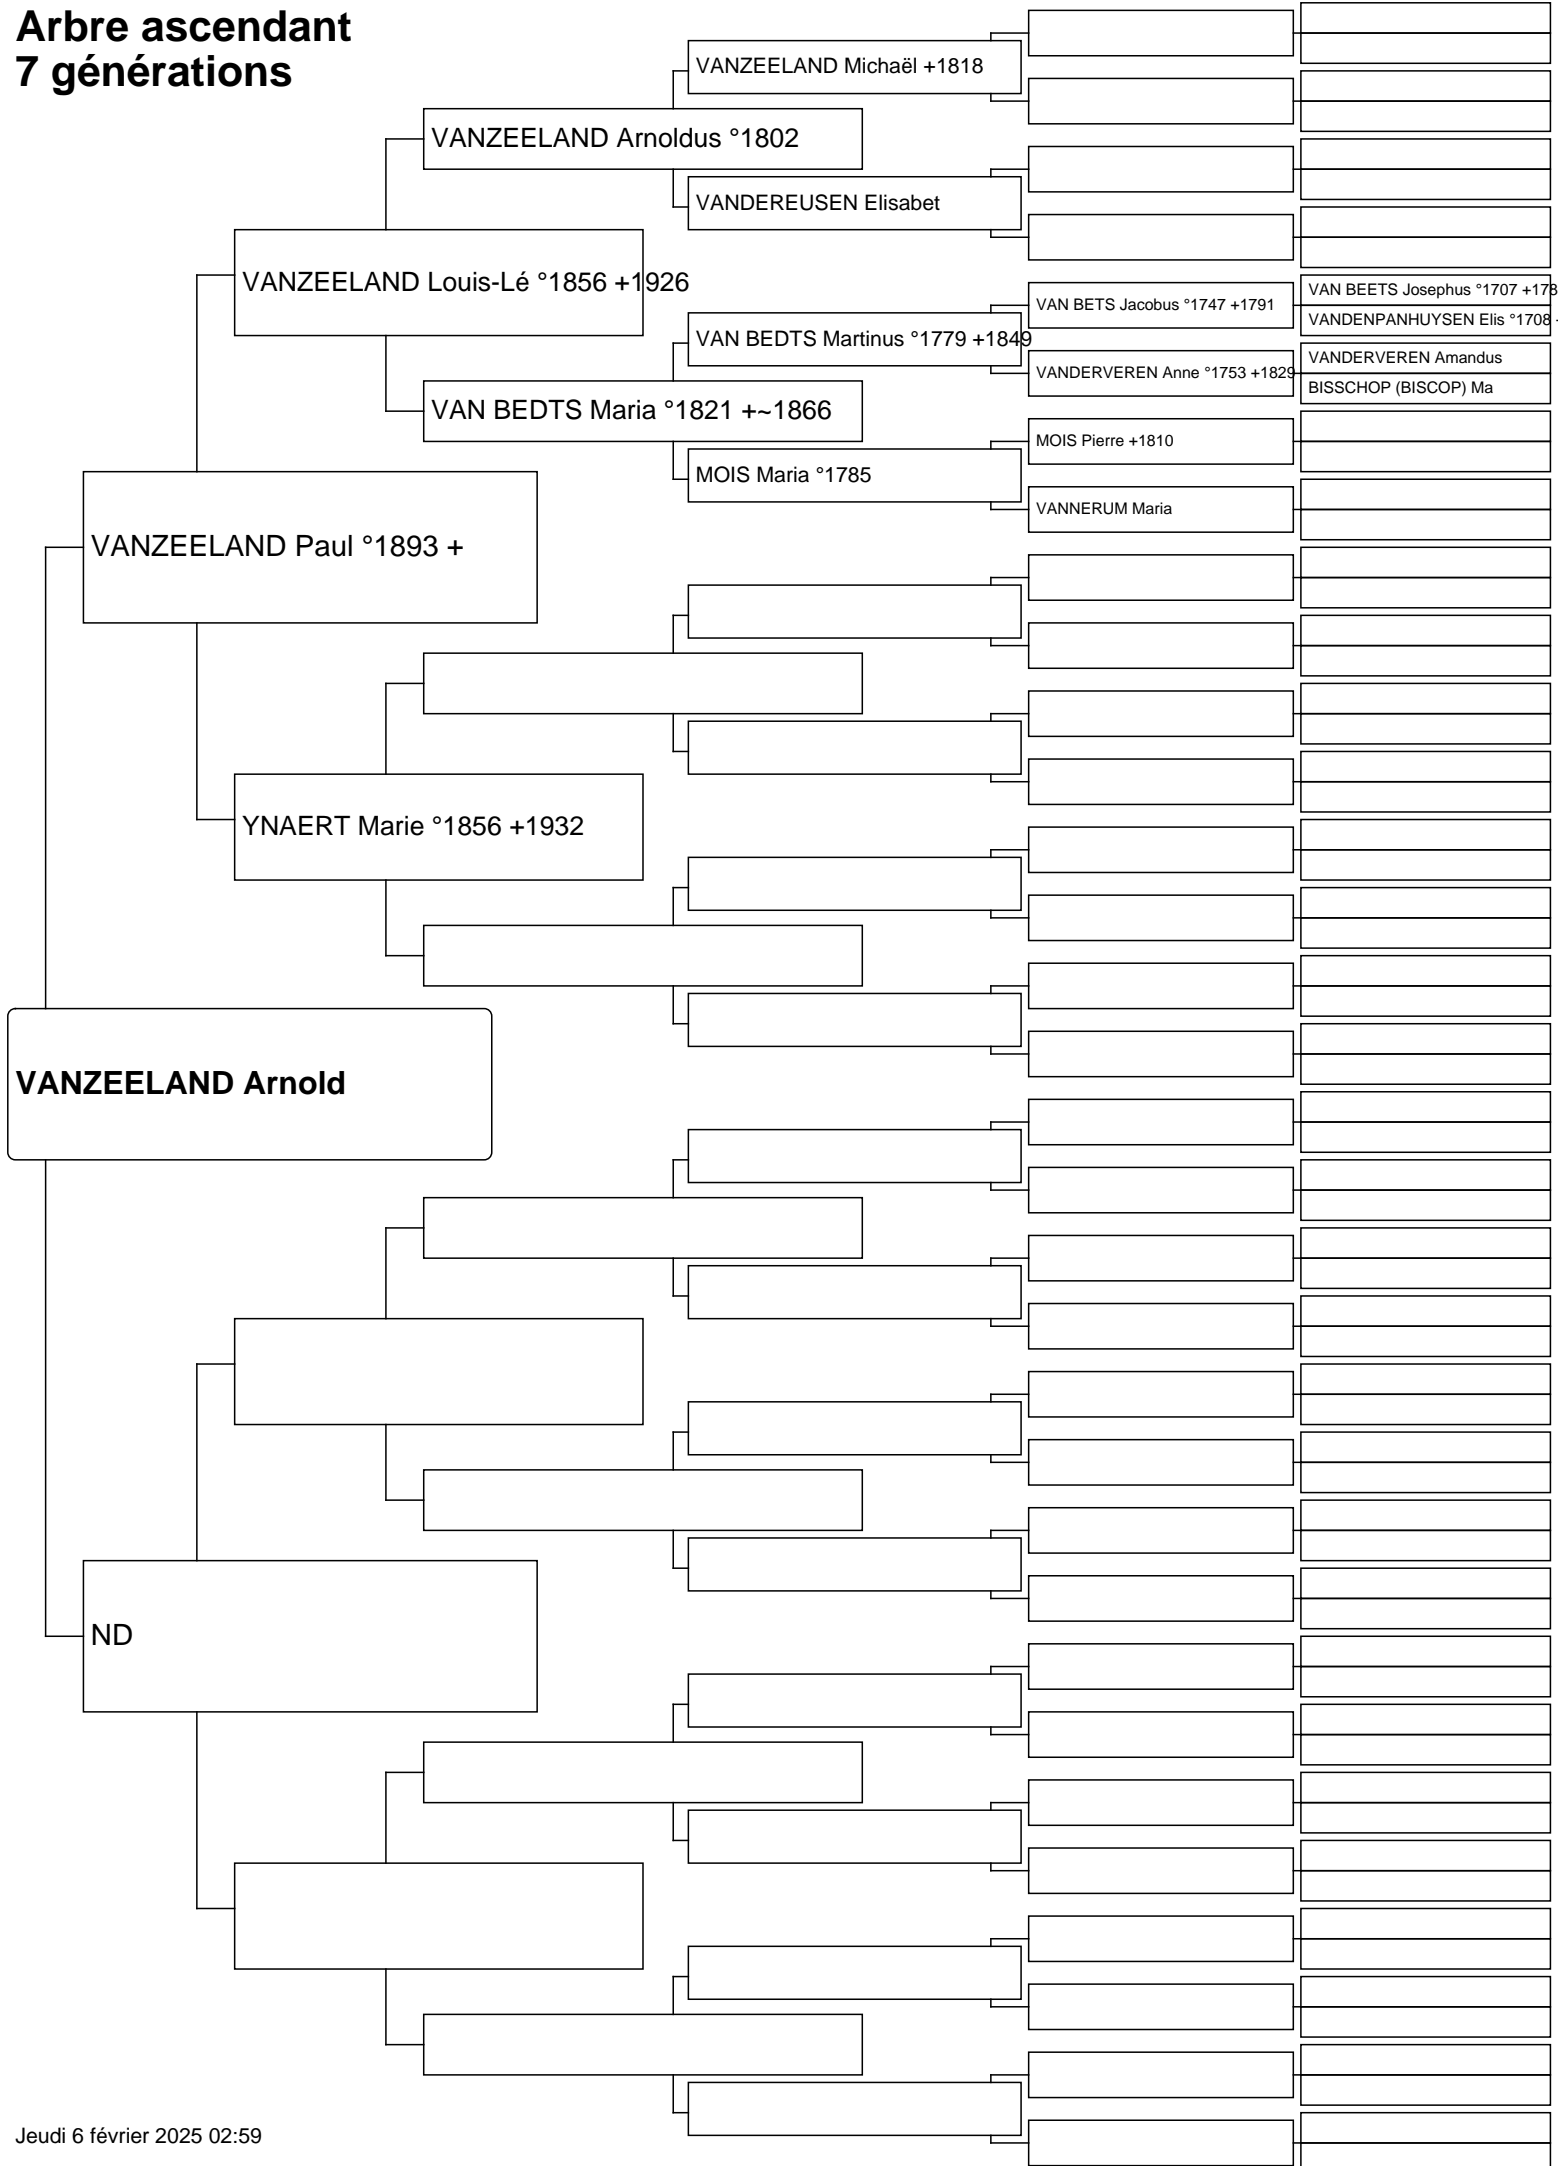 Arbre ascendant
7 générations
VANZEELAND Michaël +1818
VANZEELAND Arnoldus °1802
VANDEREUSEN Elisabet
VANZEELAND Louis-Lé °1856 +1926
VAN BEETS Josephus °1707 +178
VAN BETS Jacobus °1747 +1791
VANDENPANHUYSEN Elis °1708
VAN BEDTS Martinus °1779 +1849
VANDERVEREN Amandus
VANDERVEREN Anne °1753 +1829
BISSCHOP (BISCOP) Ma
VAN BEDTS Maria °1821 +~1866
MOIS Pierre +1810
MOIS Maria °1785
VANNERUM Maria
VANZEELAND Paul °1893 +
YNAERT Marie °1856 +1932
VANZEELAND Arnold
ND
Jeudi 6 février 2025 02:59